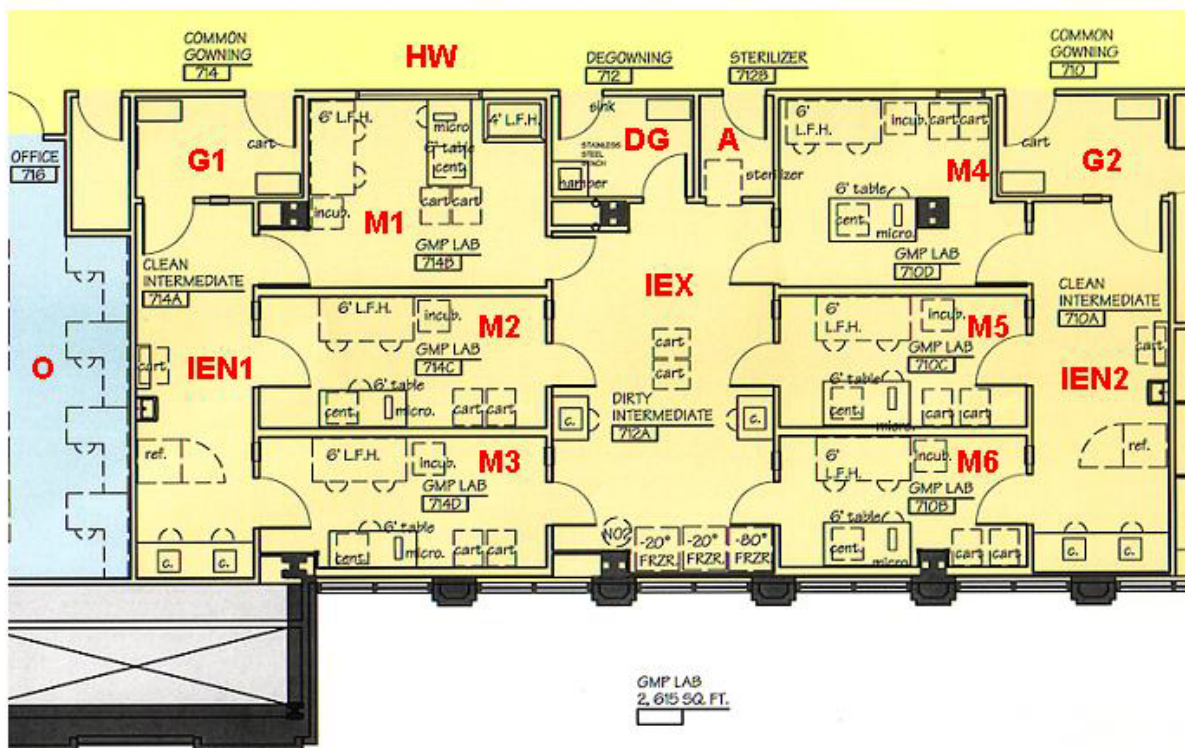 COMMON
GOWNING
714
HW
DEGOWNING
712
STERILIZER
712B
COMMON
GOWNING
710
OFFICE
716
G1
cart
6' L.F.H.
micro
6' table
cent.
4' L.F.H.
cart
cart
incub.
M1
GMP LAB
714B
sink
STAINLESS
STEEL
BENCH
hamper
DG
A
sterilizer
6'
L.F.H.
incub.
cart
cart
M4
6' table
cent.
micro.
GMP LAB
710D
cart
G2
CLEAN
INTERMEDIATE
714A
IEX
CLEAN
INTERMEDIATE
710A
O
cart
IEN1
ref.
c.
c.
6' L.F.H.
incub.
M2
GMP LAB
714C
6' table
cent.
micro.
cart
cart
6' L.F.H.
incub.
M3
GMP LAB
714D
6' table
cent.
micro.
cart
cart
cart
cart
DIRTY
INTERMEDIATE
712A
c.
c.
NO2
-20°
FRZR.
-20°
FRZR.
-80°
FRZR.
6'
L.F.H.
incub.
M5
GMP LAB
710C
6' table
cent.
micro.
cart
cart
6'
L.F.H.
incub.
M6
GMP LAB
710B
6' table
cent.
micro.
cart
cart
cart
IEN2
ref.
c.
c.
GMP LAB
2,615 SQ. FT.